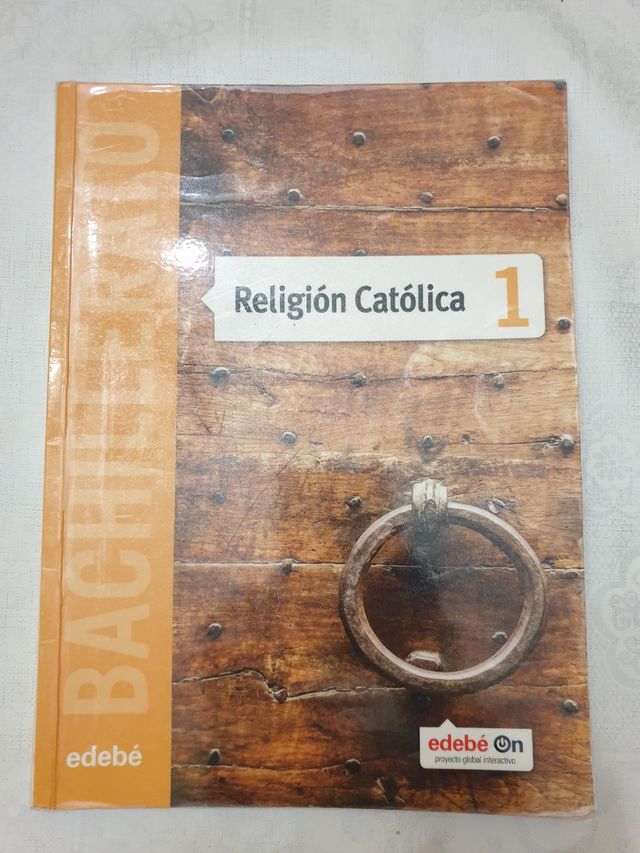 BACHILLERATO
Religión Católica 1
edebé
edebé On
proyecto global interactivo